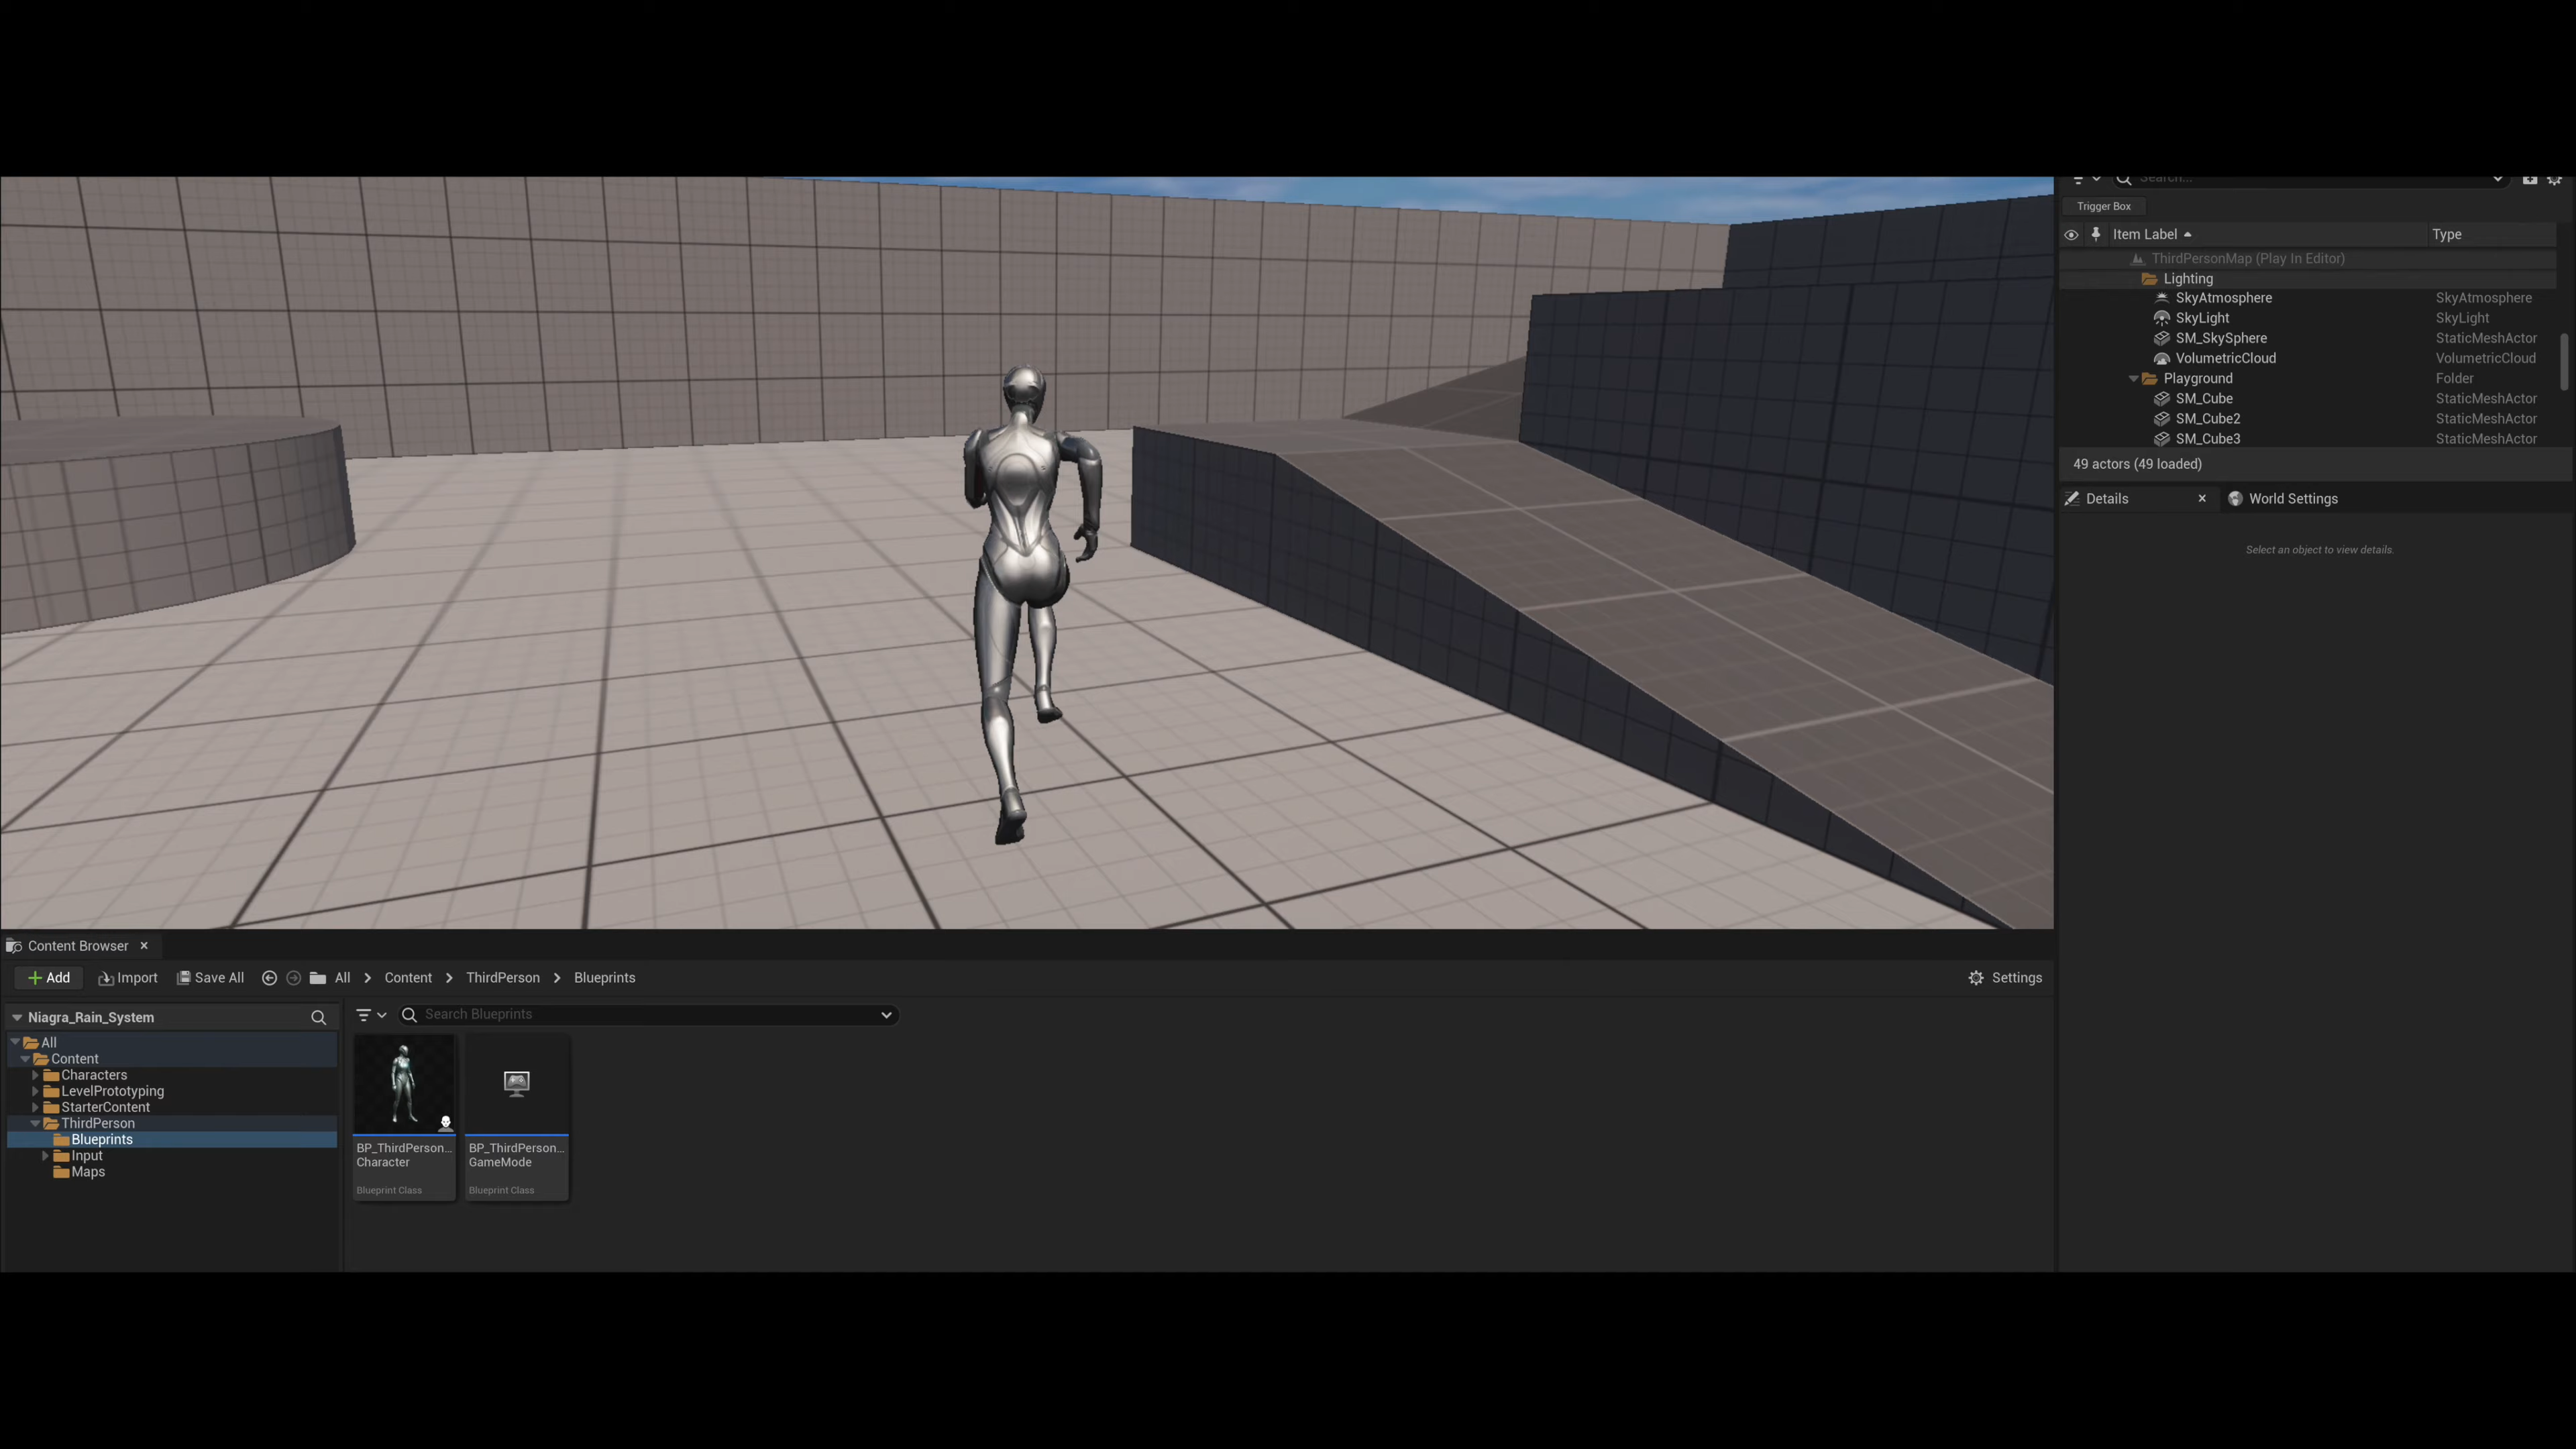 Search...
Trigger Box
Item Label Type
ThirdPersonMap (Play In Editor)
Lighting
SkyAtmosphere SkyAtmosphere
SkyLight SkyLight
SM_SkySphere StaticMeshActor
VolumetricCloud VolumetricCloud
Playground Folder
SM_Cube StaticMeshActor
SM_Cube2 StaticMeshActor
SM_Cube3 StaticMeshActor
49 actors (49 loaded)
Details World Settings
Select an object to view details.
Content Browser
Add Import Save All All Content ThirdPerson Blueprints Settings
Niagra_Rain_System
Search Blueprints
All
Content
Characters
LevelPrototyping
StarterContent
ThirdPerson
Blueprints
Input
Maps
BP_ThirdPerson...
Character
Blueprint Class
BP_ThirdPerson...
GameMode
Blueprint Class